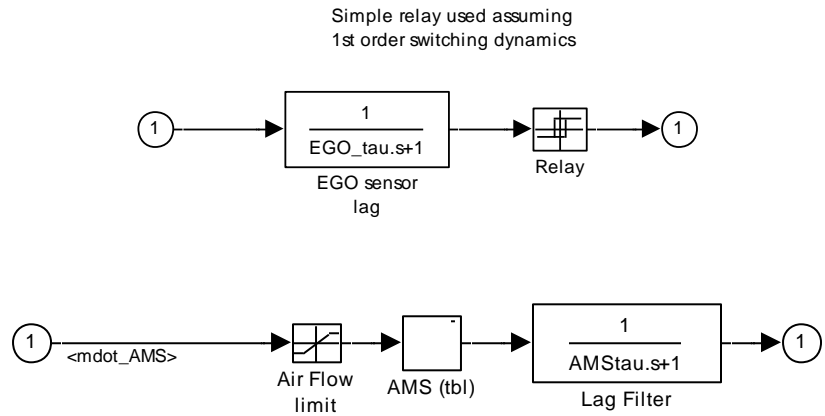 Simple relay used assuming
1st order switching dynamics
1
1
EGO_tau.s+1
EGO sensor
lag
Relay
1
1
<mdot_AMS>
Air Flow
limit
AMS (tbl)
1
AMStau.s+1
Lag Filter
1